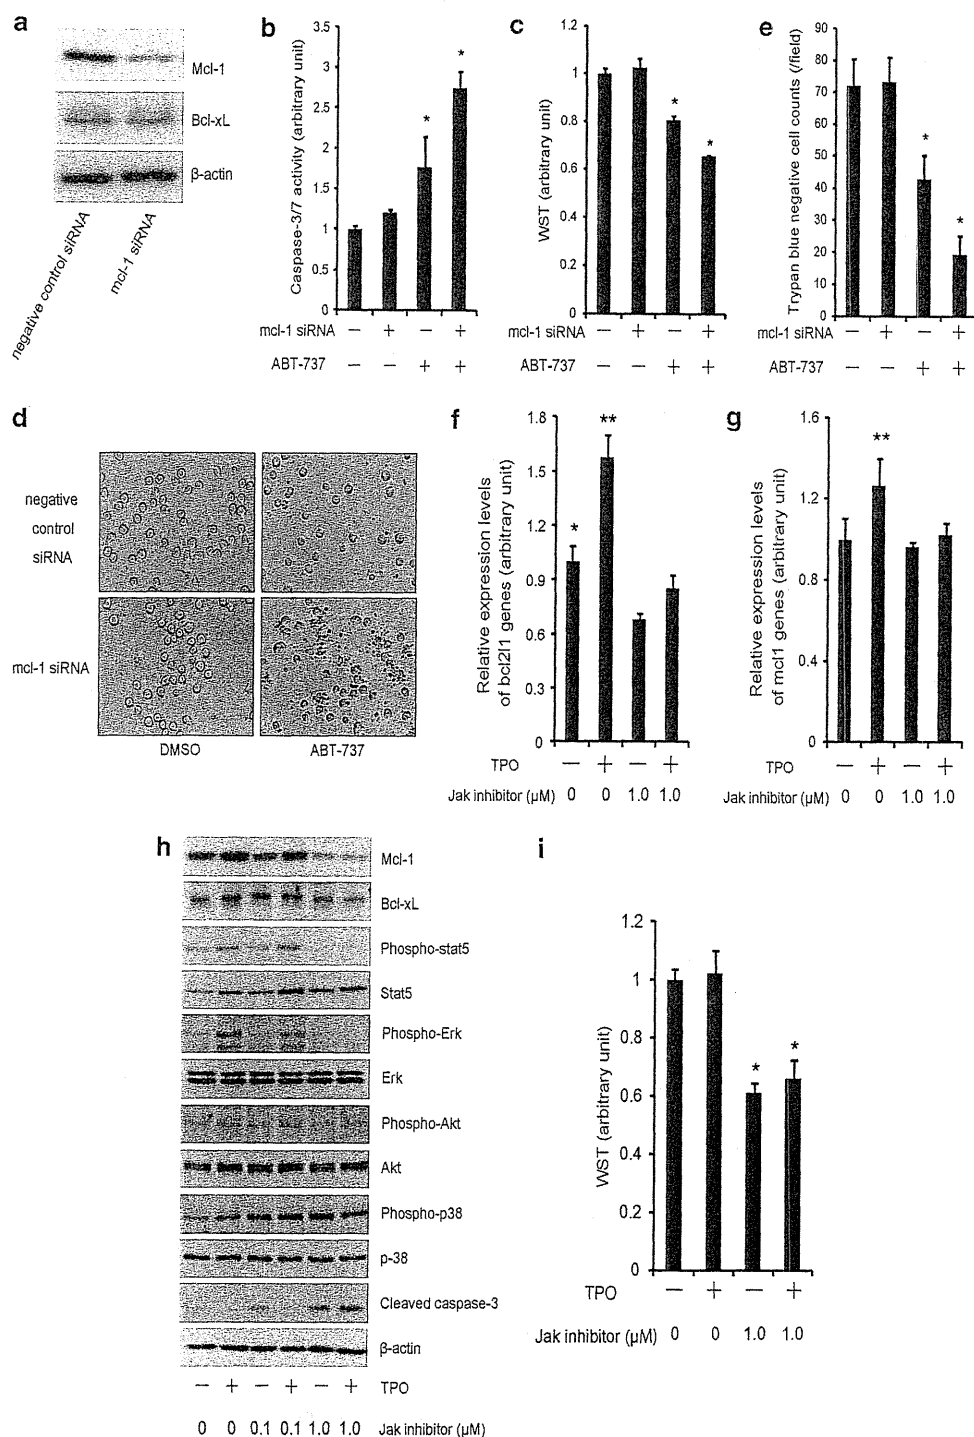 a
Mcl-1
Bcl-xL
β-actin
negative control siRNA
mcl-1 siRNA
b
Caspase-3/7 activity (arbitrary unit)
3.5
3
2.5
2
1.5
1
0.5
0
*
*
mcl-1 siRNA − + − +
ABT-737 − − + +
c
WST (arbitrary unit)
1.2
1
0.8
0.6
0.4
0.2
0
*
*
mcl-1 siRNA − + − +
ABT-737 − − + +
e
Trypan blue negative cell counts (/field)
90
80
70
60
50
40
30
20
10
0
*
*
mcl-1 siRNA − + − +
ABT-737 − − + +
d
negative
control
siRNA
mcl-1 siRNA
DMSO
ABT-737
f
Relative expression levels
of bcl2l1 genes (arbitrary unit)
1.8
1.5
1.2
0.9
0.6
0.3
0
*
**
TPO − + − +
Jak inhibitor (μM) 0 0 1.0 1.0
g
Relative expression levels
of mcl1 genes (arbitrary unit)
1.6
1.2
0.8
0.4
0
**
TPO − + − +
Jak inhibitor (μM) 0 0 1.0 1.0
h
Mcl-1
Bcl-xL
Phospho-stat5
Stat5
Phospho-Erk
Erk
Phospho-Akt
Akt
Phospho-p38
p-38
Cleaved caspase-3
β-actin
− + − + − + TPO
0 0 0.1 0.1 1.0 1.0 Jak inhibitor (μM)
i
WST (arbitrary unit)
1.2
1
0.8
0.6
0.4
0.2
0
*
*
TPO − + − +
Jak inhibitor (μM) 0 0 1.0 1.0